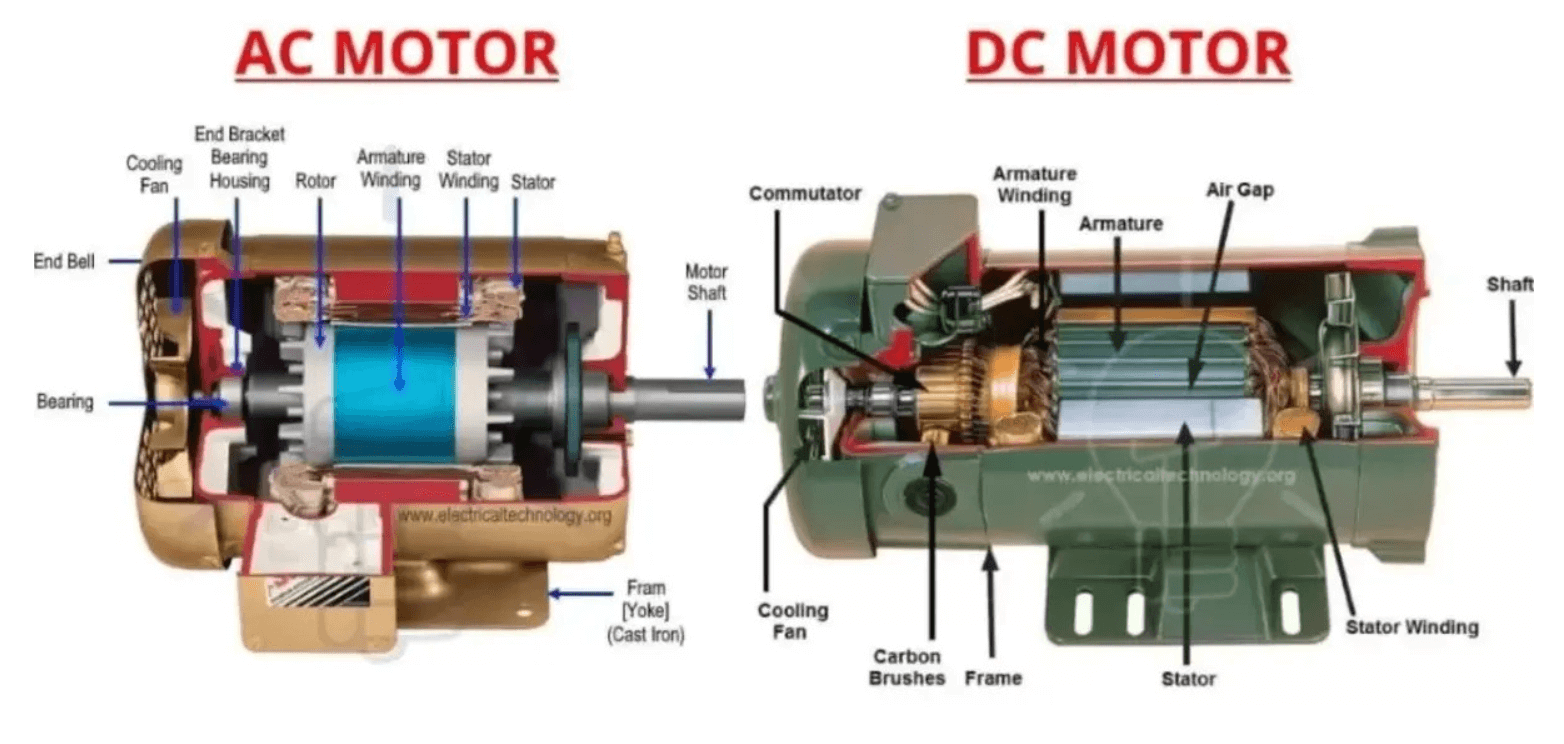 AC MOTOR
End Bracket
Bearing
Housing
Cooling
Fan
Rotor
Armature
Winding
Stator
Winding
Stator
End Bell
Motor
Shaft
Bearing
www.electricaltechnology.org
Fram
[Yoke]
(Cast Iron)
DC MOTOR
Commutator
Armature
Winding
Armature
Air Gap
Shaft
www.electricaltechnology.org
Cooling
Fan
Carbon
Brushes
Frame
Stator
Stator Winding